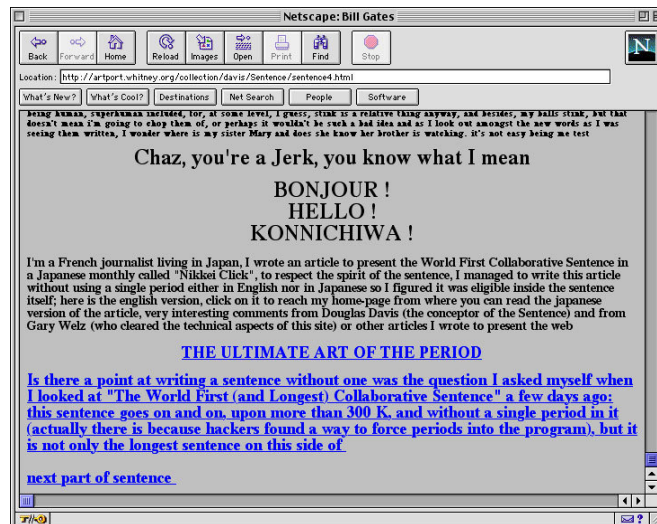 Netscape: Bill Gates
Back Forward Home Reload Images Open Print Find Stop
N
Location: http://artport.whitney.org/collection/davis/Sentence/sentence4.html
What's New? What's Cool? Destinations Net Search People Software
being human, superhuman included, for, at some level, I guess, stink is a relative thing anyway, and besides, my balls stink, but that
doesn't mean i'm going to chop them of, or perhaps it wouldn't be such a bad idea and as I look out amongst the new words as I was
seeing them written, I wonder where is my sister Mary and does she know her brother is watching. it's not easy being me test
Chaz, you're a Jerk, you know what I mean
BONJOUR !
HELLO !
KONNICHIWA !
I'm a French journalist living in Japan, I wrote an article to present the World First Collaborative Sentence in
a Japanese monthly called "Nikkei Click", to respect the spirit of the sentence, I managed to write this article
without using a single period either in English nor in Japanese so I figured it was eligible inside the sentence
itself; here is the english version, click on it to reach my home-page from where you can read the japanese
version of the article, very interesting comments from Douglas Davis (the conceptor of the Sentence) and from
Gary Welz (who cleared the technical aspects of this site) or other articles I wrote to present the web
THE ULTIMATE ART OF THE PERIOD
Is there a point at writing a sentence without one was the question I asked myself when
I looked at "The World First (and Longest) Collaborative Sentence" a few days ago:
this sentence goes on and on, upon more than 300 K, and without a single period in it
(actually there is because hackers found a way to force periods into the program), but it
is not only the longest sentence on this side of
next part of sentence
?